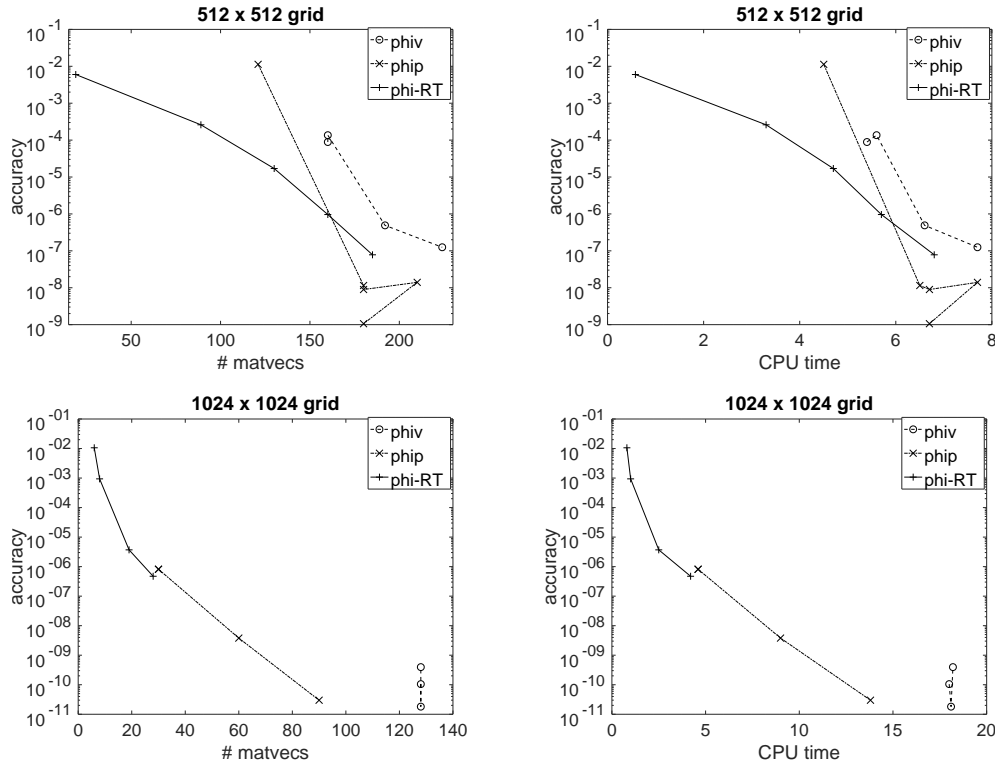 512 x 512 grid
10^-1
10^-2
10^-3
10^-4
10^-5
10^-6
10^-7
10^-8
10^-9
accuracy
50 100 150 200
# matvecs
phiv
phip
phi-RT
512 x 512 grid
10^-1
10^-2
10^-3
10^-4
10^-5
10^-6
10^-7
10^-8
10^-9
accuracy
0 2 4 6 8
CPU time
phiv
phip
phi-RT
1024 x 1024 grid
10^-01
10^-02
10^-03
10^-04
10^-05
10^-06
10^-07
10^-08
10^-09
10^-10
10^-11
accuracy
0 20 40 60 80 100 120 140
# matvecs
phiv
phip
phi-RT
1024 x 1024 grid
10^-01
10^-02
10^-03
10^-04
10^-05
10^-06
10^-07
10^-08
10^-09
10^-10
10^-11
accuracy
0 5 10 15 20
CPU time
phiv
phip
phi-RT